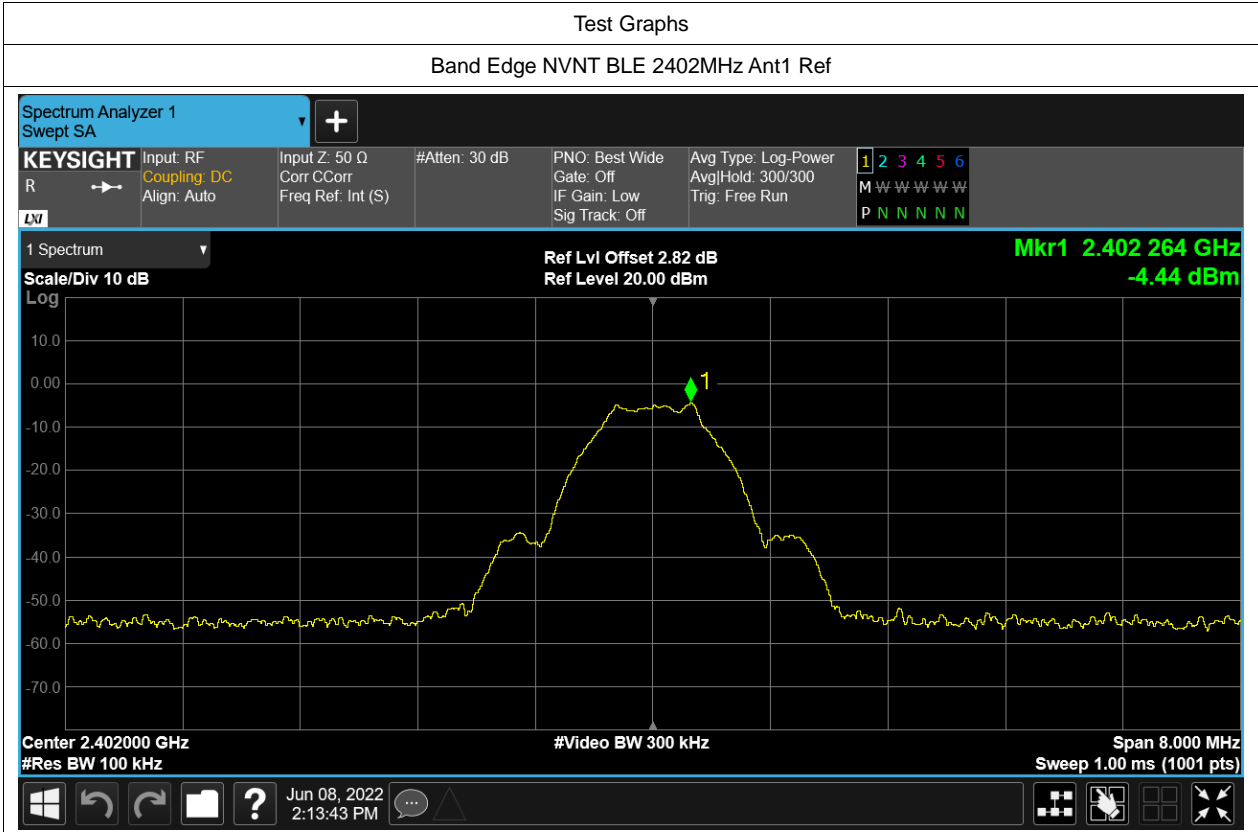 Test Graphs
Band Edge NVNT BLE 2402MHz Ant1 Ref
Spectrum Analyzer 1
Swept SA
KEYSIGHT Input: RF Input Z: 50 Ω #Atten: 30 dB PNO: Best Wide Avg Type: Log-Power 1 2 3 4 5 6
R Coupling: DC Corr CCorr Gate: Off Avg|Hold: 300/300 M W W W W W
Align: Auto Freq Ref: Int (S) IF Gain: Low Trig: Free Run
LXI Sig Track: Off P N N N N N
1 Spectrum Ref Lvl Offset 2.82 dB Mkr1 2.402 264 GHz
Scale/Div 10 dB Ref Level 20.00 dBm -4.44 dBm
Log
10.0
0.00
1
-10.0
-20.0
-30.0
-40.0
-50.0
-60.0
-70.0
Center 2.402000 GHz #Video BW 300 kHz Span 8.000 MHz
#Res BW 100 kHz Sweep 1.00 ms (1001 pts)
? Jun 08, 2022
2:13:43 PM